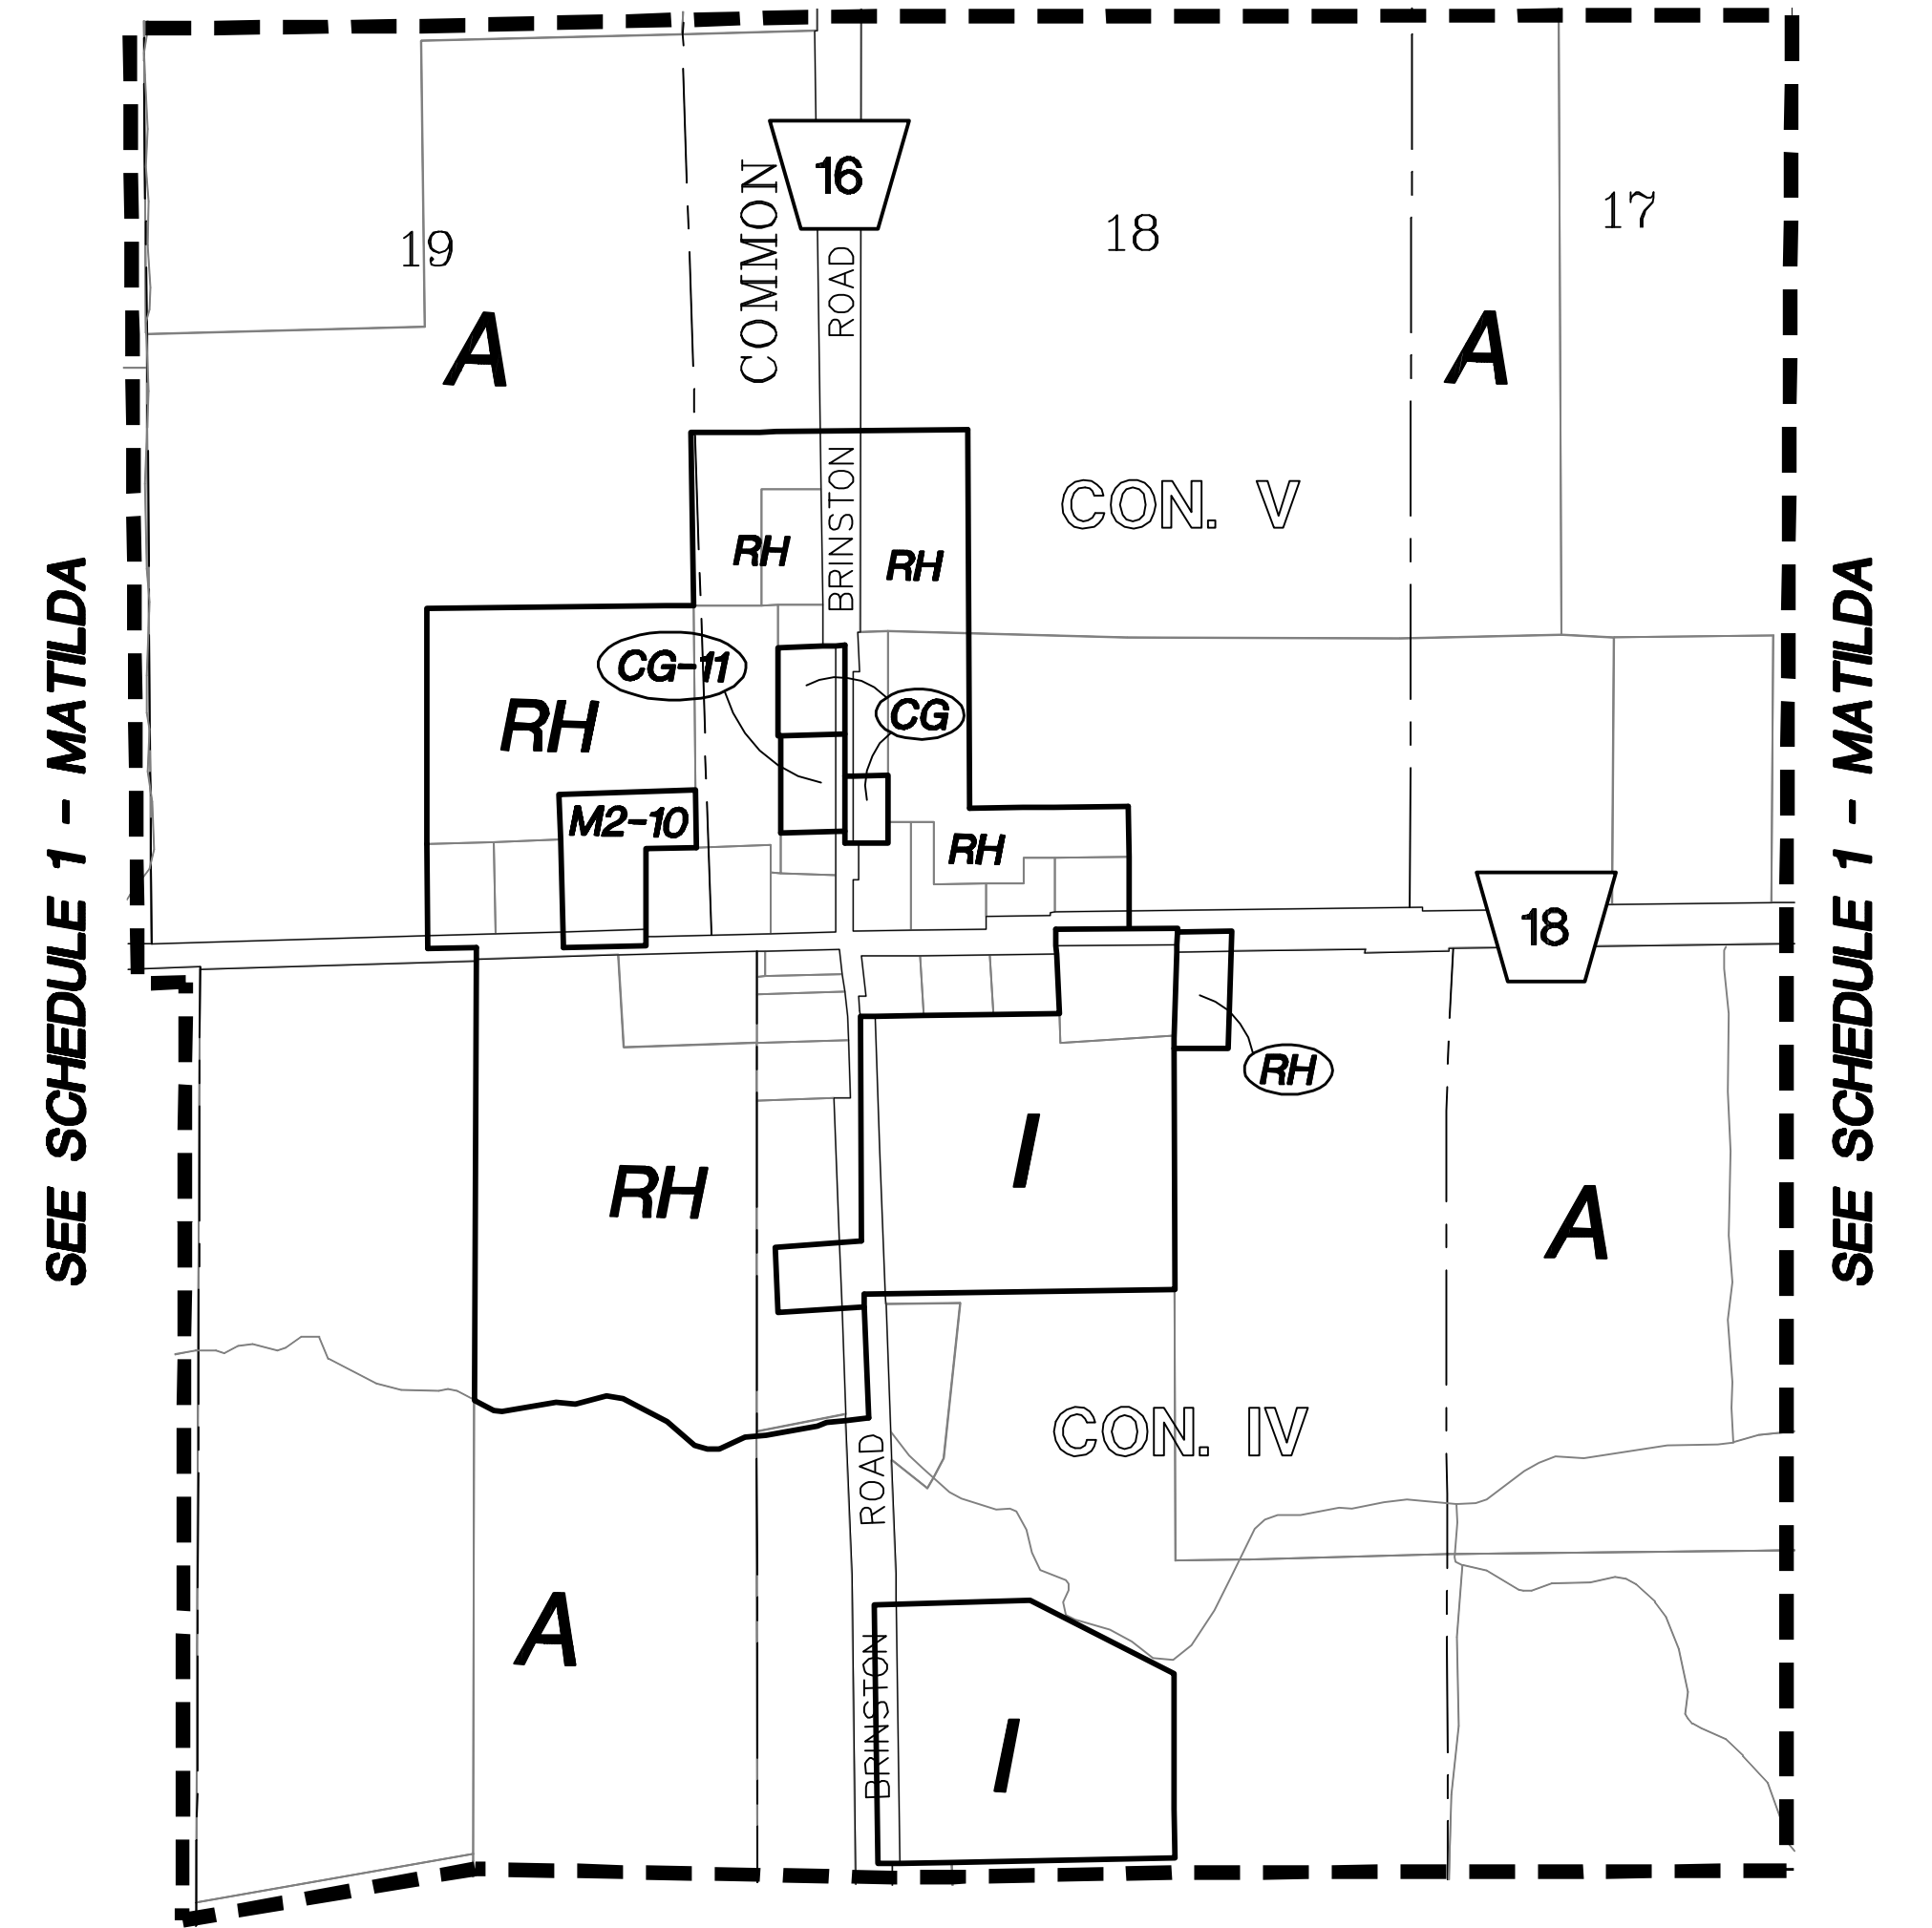 16
COMMON
19
18
17
ROAD
A
A
CON. V
BRINSTON
RH
RH
CG-11
CG
RH
M2-10
RH
18
SEE SCHEDULE 1 - MATILDA
SEE SCHEDULE 1 - MATILDA
RH
I
RH
A
CON. IV
ROAD
A
BRINSTON
I